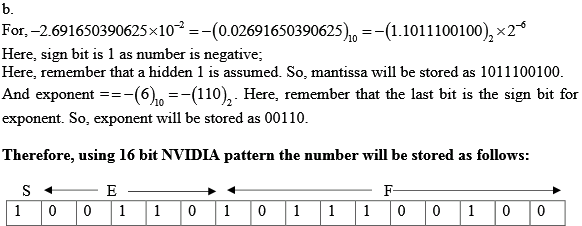 b.
For, −2.691650390625×10⁻² = −(0.02691650390625)₁₀ = −(1.1011100100)₂ ×2⁻⁶
Here, sign bit is 1 as number is negative;
Here, remember that a hidden 1 is assumed. So, mantissa will be stored as 1011100100.
And exponent == −(6)₁₀ = −(110)₂. Here, remember that the last bit is the sign bit for
exponent. So, exponent will be stored as 00110.
Therefore, using 16 bit NVIDIA pattern the number will be stored as follows:
S E F
1 0 0 1 1 0 1 0 1 1 1 0 0 1 0 0